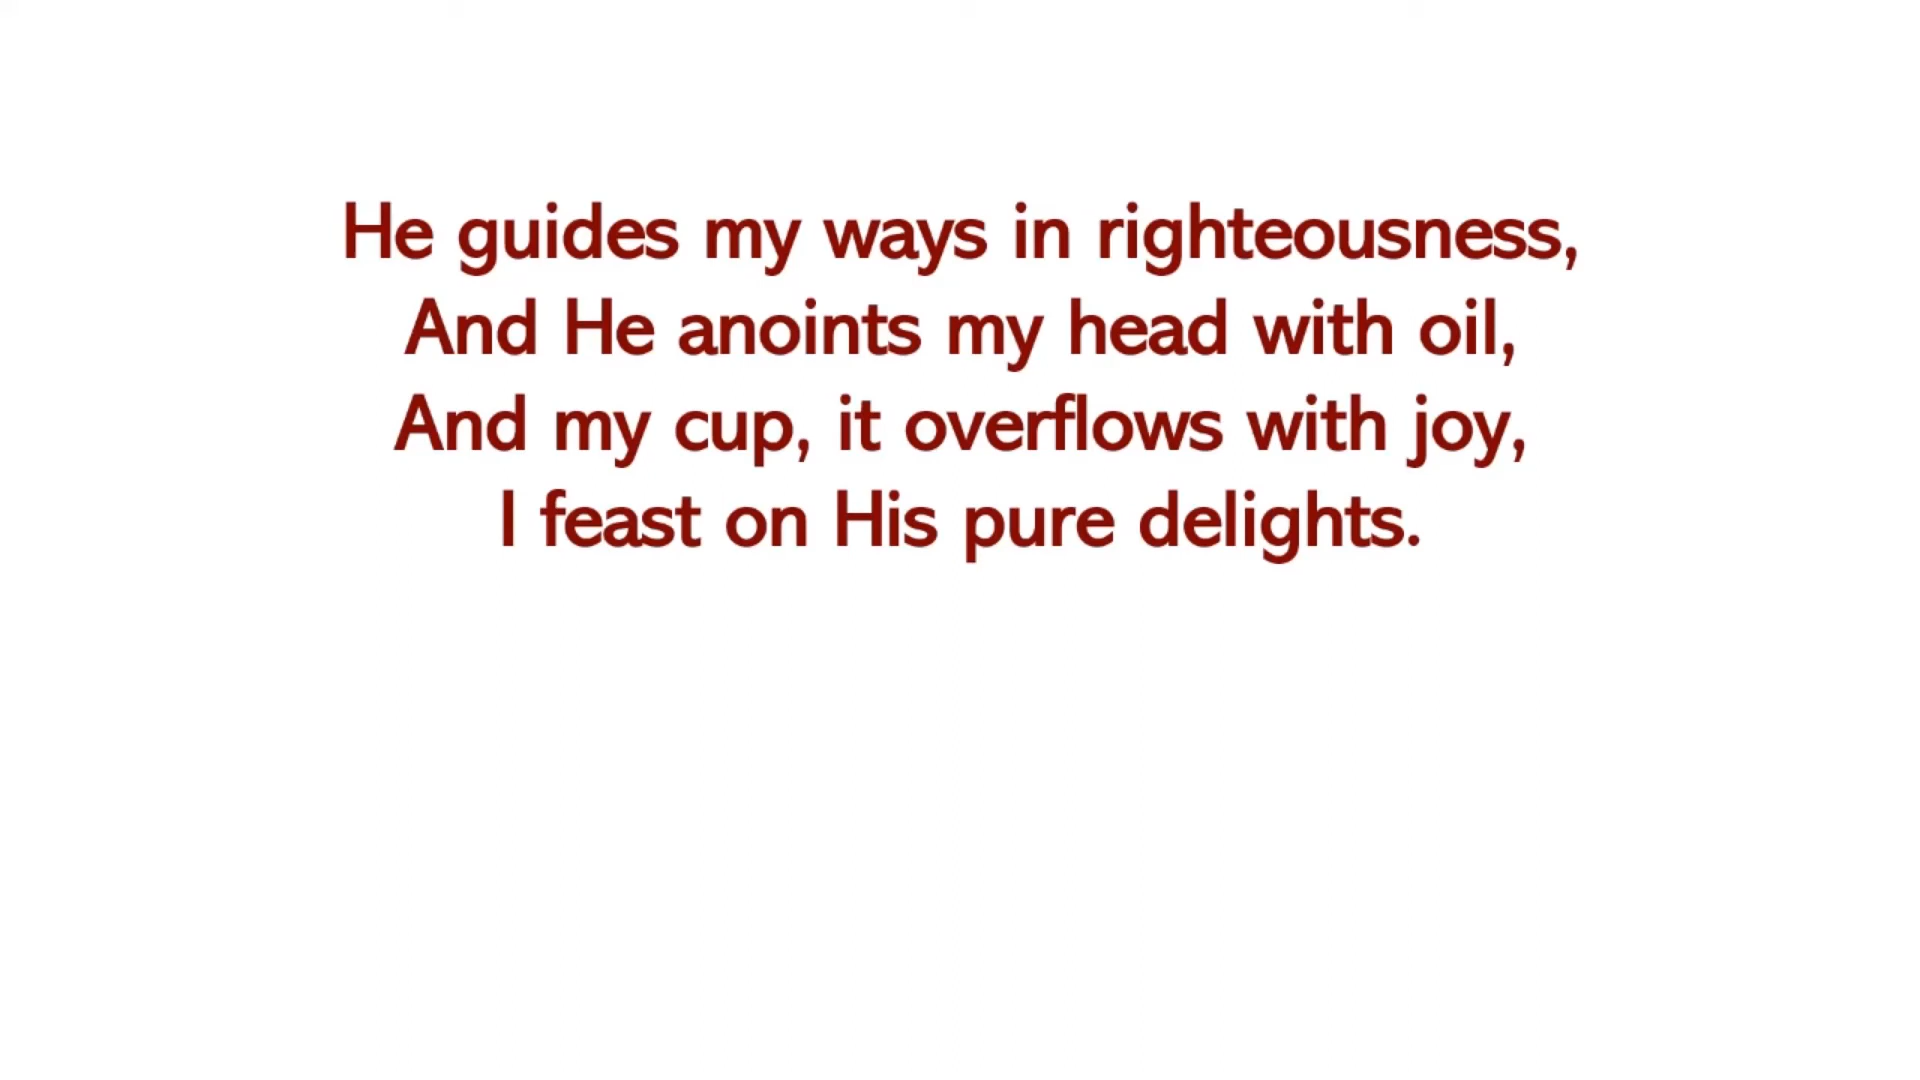 He guides my ways in righteousness,
And He anoints my head with oil,
And my cup, it overflows with joy,
I feast on His pure delights.